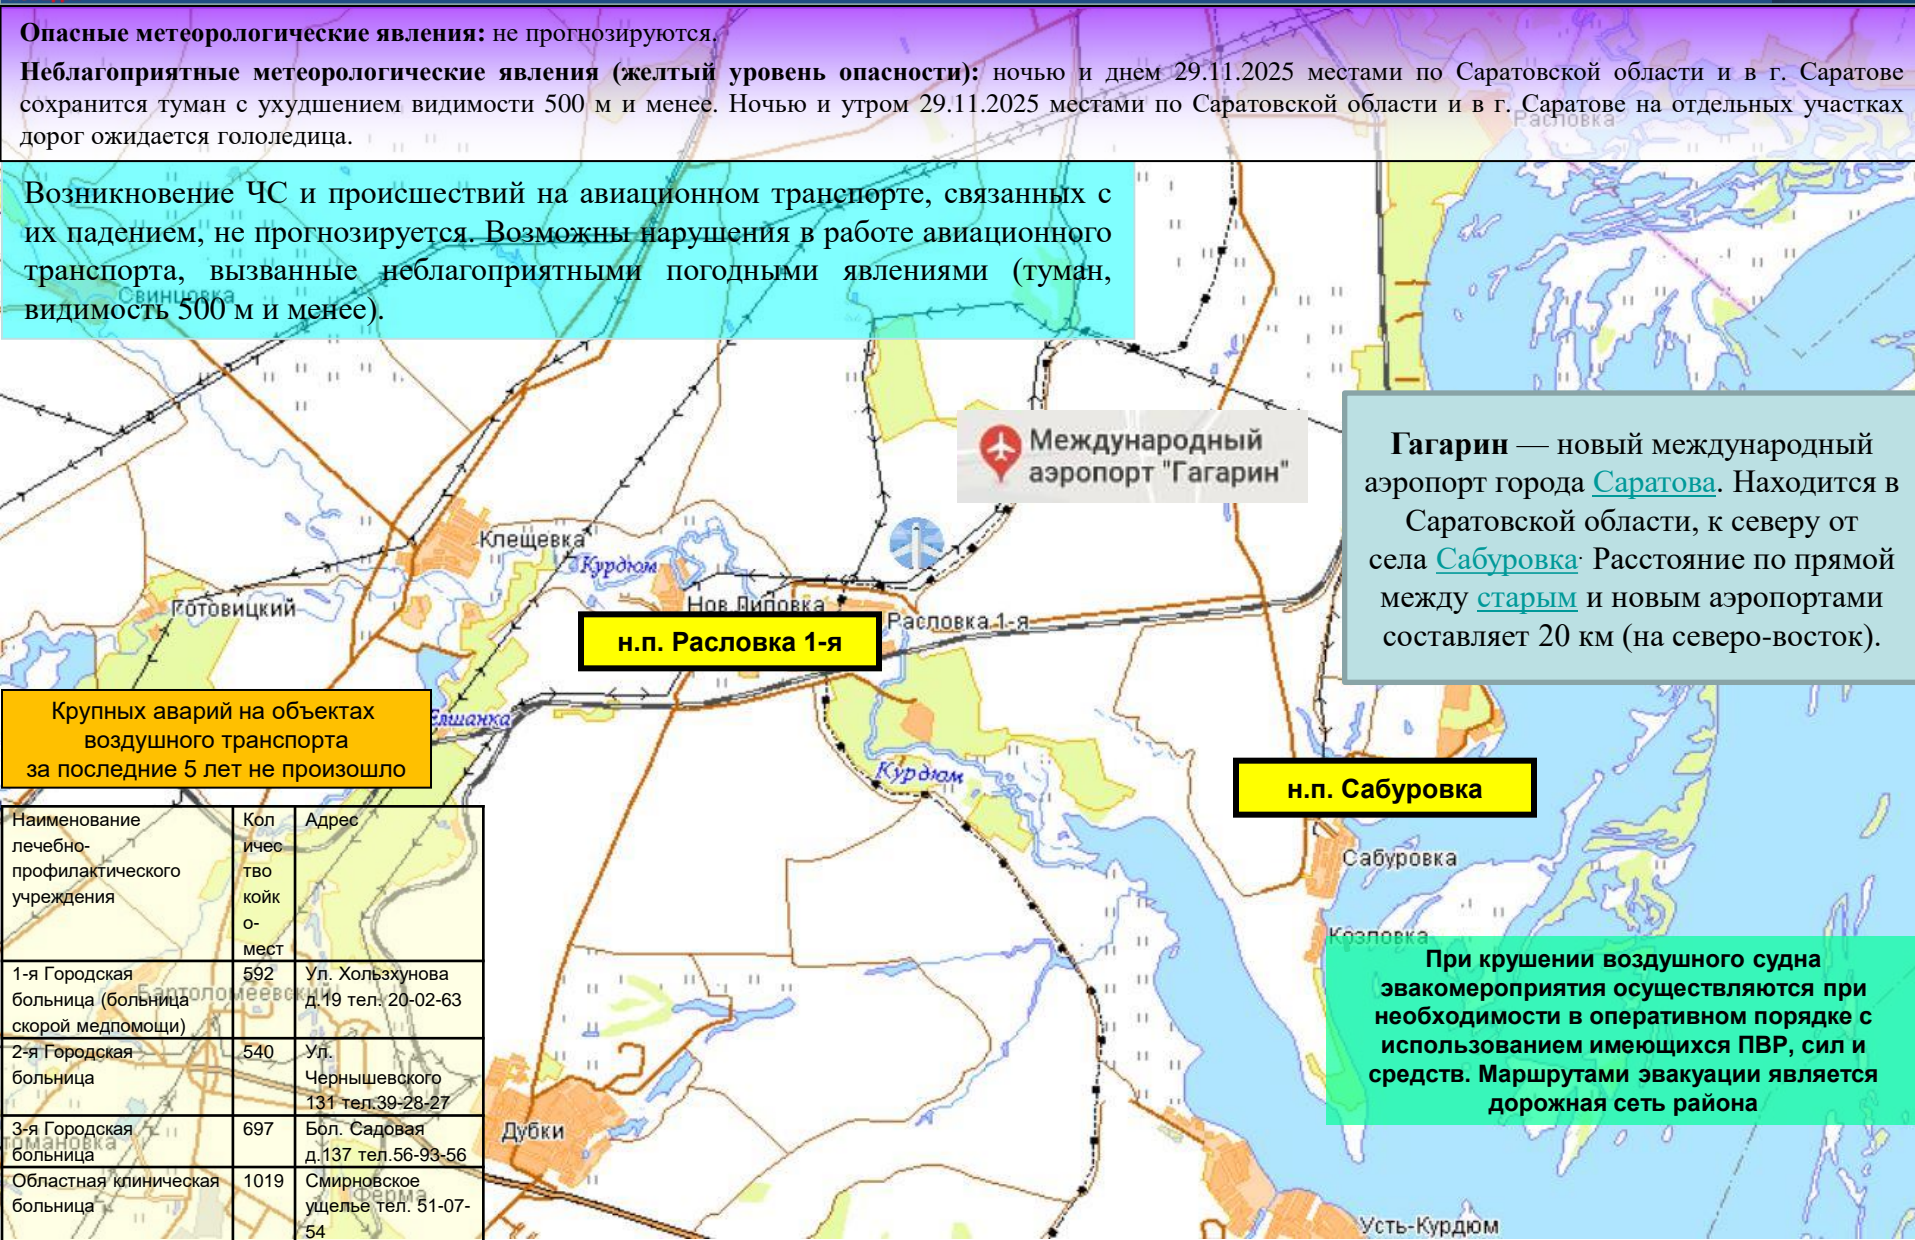 Опасные метеорологические явления: не прогнозируются.
Неблагоприятные метеорологические явления (желтый уровень опасности): ночью и днем 29.11.2025 местами по Саратовской области и в г. Саратове
сохранится туман с ухудшением видимости 500 м и менее. Ночью и утром 29.11.2025 местами по Саратовской области и в г. Саратове на отдельных участках
дорог ожидается гололедица.
Расловка
Возникновение ЧС и происшествий на авиационном транспорте, связанных с
их падением, не прогнозируется. Возможны нарушения в работе авиационного
транспорта, вызванные неблагоприятными погодными явлениями (туман,
видимость 500 м и менее).
Свинцовка
Международный
аэропорт "Гагарин"
Гагарин — новый международный
аэропорт города Саратова. Находится в
Саратовской области, к северу от
села Сабуровка. Расстояние по прямой
между старым и новым аэропортами
составляет 20 км (на северо-восток).
Клещевка
Курдюм
Готовицкий
Нов.Липовка
Расловка 1-я
н.п. Расловка 1-я
Елшанка
Крупных аварий на объектах
воздушного транспорта
за последние 5 лет не произошло
Курдюм
н.п. Сабуровка
Сабуровка
Козловка
При крушении воздушного судна
эвакомероприятия осуществляются при
необходимости в оперативном порядке с
использованием имеющихся ПВР, сил и
средств. Маршрутами эвакуации является
дорожная сеть района
Наименование
лечебно-
профилактического
учреждения
Кол
ичес
тво
койк
о-
мест
Адрес
1-я Городская
больница (больница
скорой медпомощи)
592
Ул. Хользхунова
д.19 тел. 20-02-63
Бартоломеевский
2-я Городская
больница
540
Ул.
Чернышевского
131 тел.39-28-27
3-я Городская
больница
697
Бол. Садовая
д.137 тел.56-93-56
Областная клиническая
больница
1019
Смирновское
ущелье тел. 51-07-
54
Ферма
Дубки
Усть-Курдюм